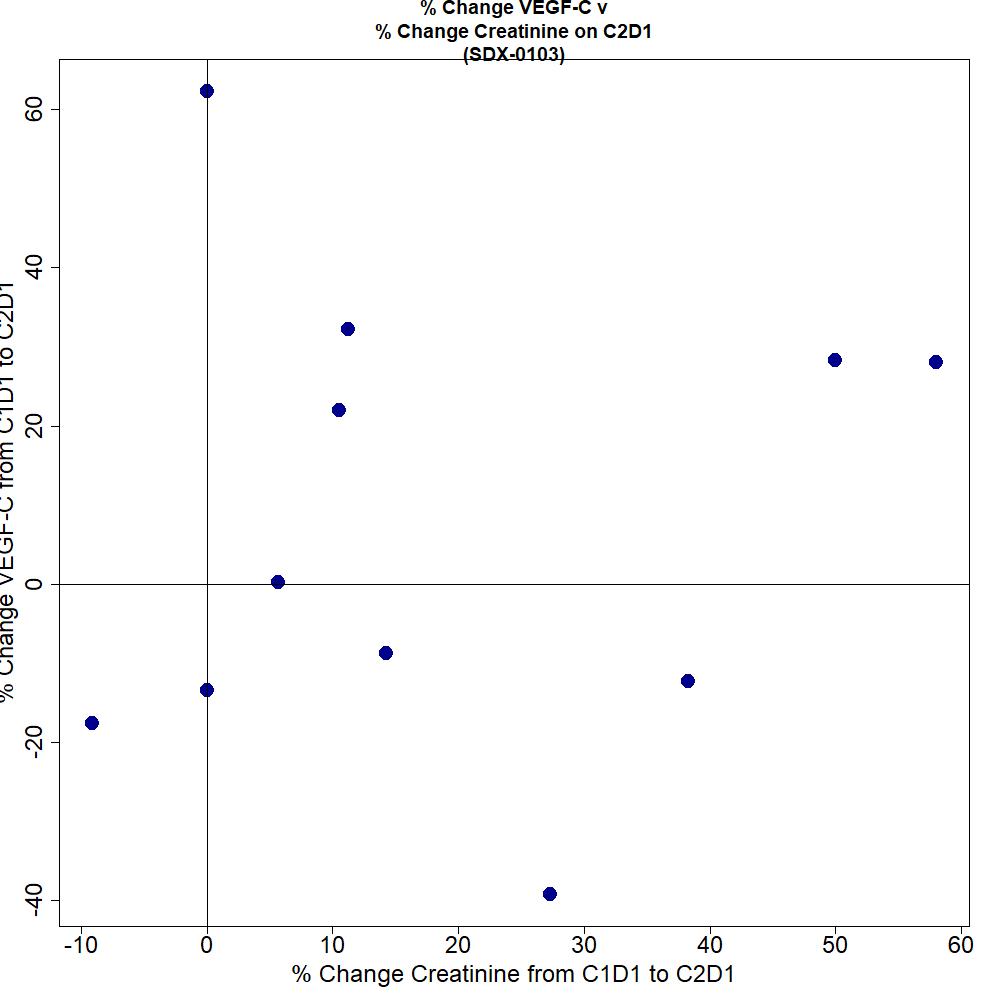 % Change VEGF-C v
% Change Creatinine on C2D1
(SDX-0103)
% Change VEGF-C from C1D1 to C2D1
60
40
20
0
-20
-40
-10 0 10 20 30 40 50 60
% Change Creatinine from C1D1 to C2D1